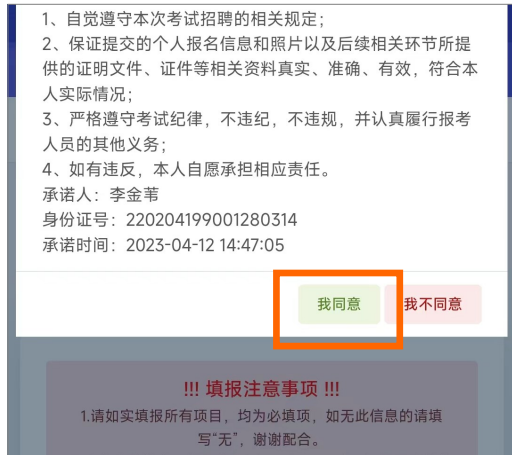 1、自觉遵守本次考试招聘的相关规定；
2、保证提交的个人报名信息和照片以及后续相关环节所提
供的证明文件、证件等相关资料真实、准确、有效，符合本
人实际情况；
3、严格遵守考试纪律，不违纪，不违规，并认真履行报考
人员的其他义务；
4、如有违反，本人自愿承担相应责任。
承诺人：李金苇
身份证号：220204199001280314
承诺时间：2023-04-12 14:47:05
我同意 我不同意
!!! 填报注意事项 !!!
1.请如实填报所有项目，均为必填项，如无此信息的请填
写“无”，谢谢配合。